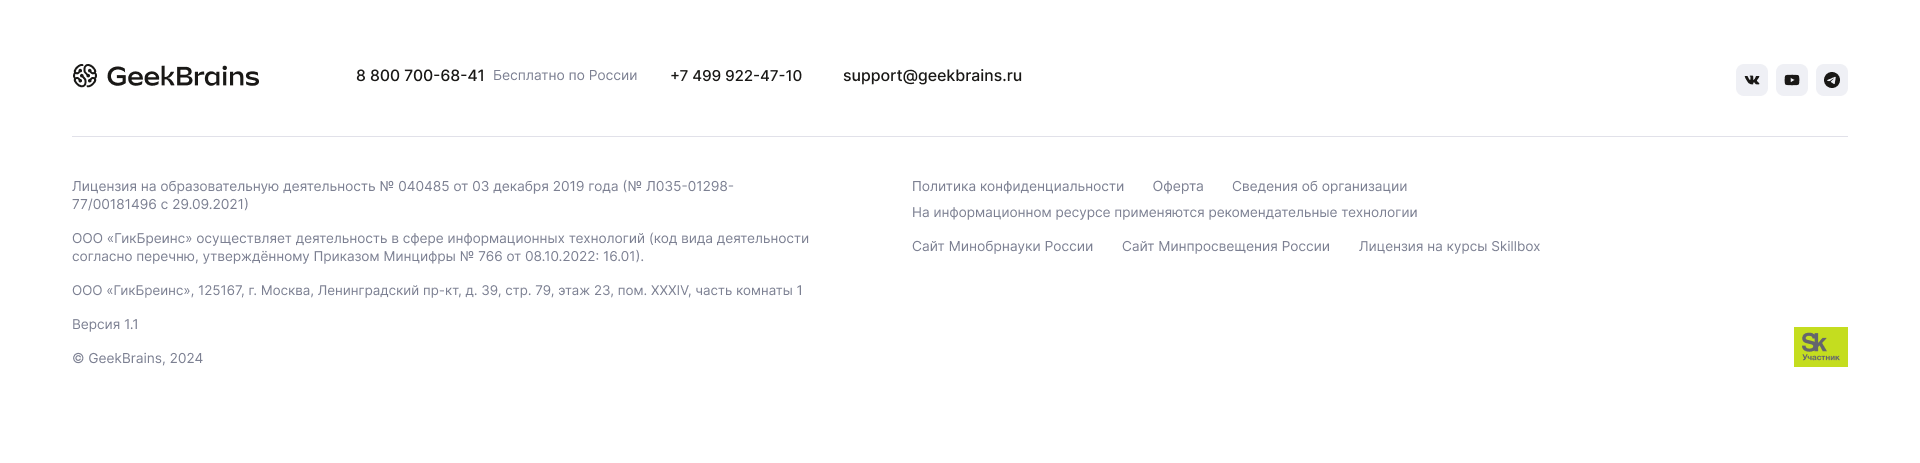 GeekBrains
8 800 700-68-41 Бесплатно по России
+7 499 922-47-10
support@geekbrains.ru
Лицензия на образовательную деятельность № 040485 от 03 декабря 2019 года (№ Л035-01298-
77/00181496 с 29.09.2021)
ООО «ГикБреинс» осуществляет деятельность в сфере информационных технологий (код вида деятельности
согласно перечню, утверждённому Приказом Минцифры № 766 от 08.10.2022: 16.01).
ООО «ГикБреинс», 125167, г. Москва, Ленинградский пр-кт, д. 39, стр. 79, этаж 23, пом. XXXIV, часть комнаты 1
Версия 1.1
© GeekBrains, 2024
Политика конфиденциальности Оферта Сведения об организации
На информационном ресурсе применяются рекомендательные технологии
Сайт Минобрнауки России Сайт Минпросвещения России Лицензия на курсы Skillbox
Sk
Участник